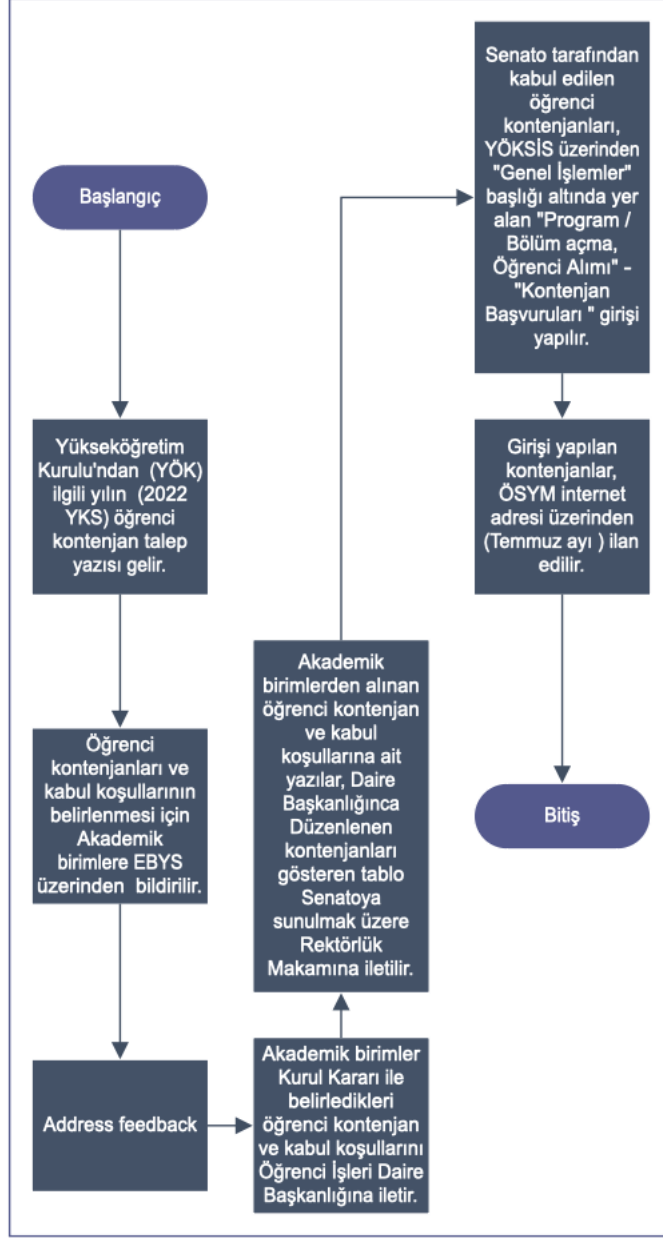 Başlangıç
Yükseköğretim
Kurulu'ndan  (YÖK)
ilgili yılın  (2022
YKS) öğrenci
kontenjan talep
yazısı gelir.
Öğrenci
kontenjanları ve
kabul koşullarının
belirlenmesi için
Akademik
birimlere EBYS
üzerinden  bildirilir.
Address feedback
Akademik birimler
Kurul Kararı ile
belirledikleri
öğrenci kontenjan
ve kabul koşullarını
Öğrenci İşleri Daire
Başkanlığına iletir.
Akademik
birimlerden alınan
öğrenci kontenjan
ve kabul
koşullarına ait
yazılar, Daire
Başkanlığınca
Düzenlenen
kontenjanları
gösteren tablo
Senatoya
sunulmak üzere
Rektörlük
Makamına iletilir.
Senato tarafından
kabul edilen
öğrenci
kontenjanları,
YÖKSİS üzerinden
"Genel İşlemler"
başlığı altında yer
alan "Program /
Bölüm açma,
Öğrenci Alımı" -
"Kontenjan
Başvuruları " girişi
yapılır.
Girişi yapılan
kontenjanlar,
ÖSYM internet
adresi üzerinden
(Temmuz ayı ) ilan
edilir.
Bitiş